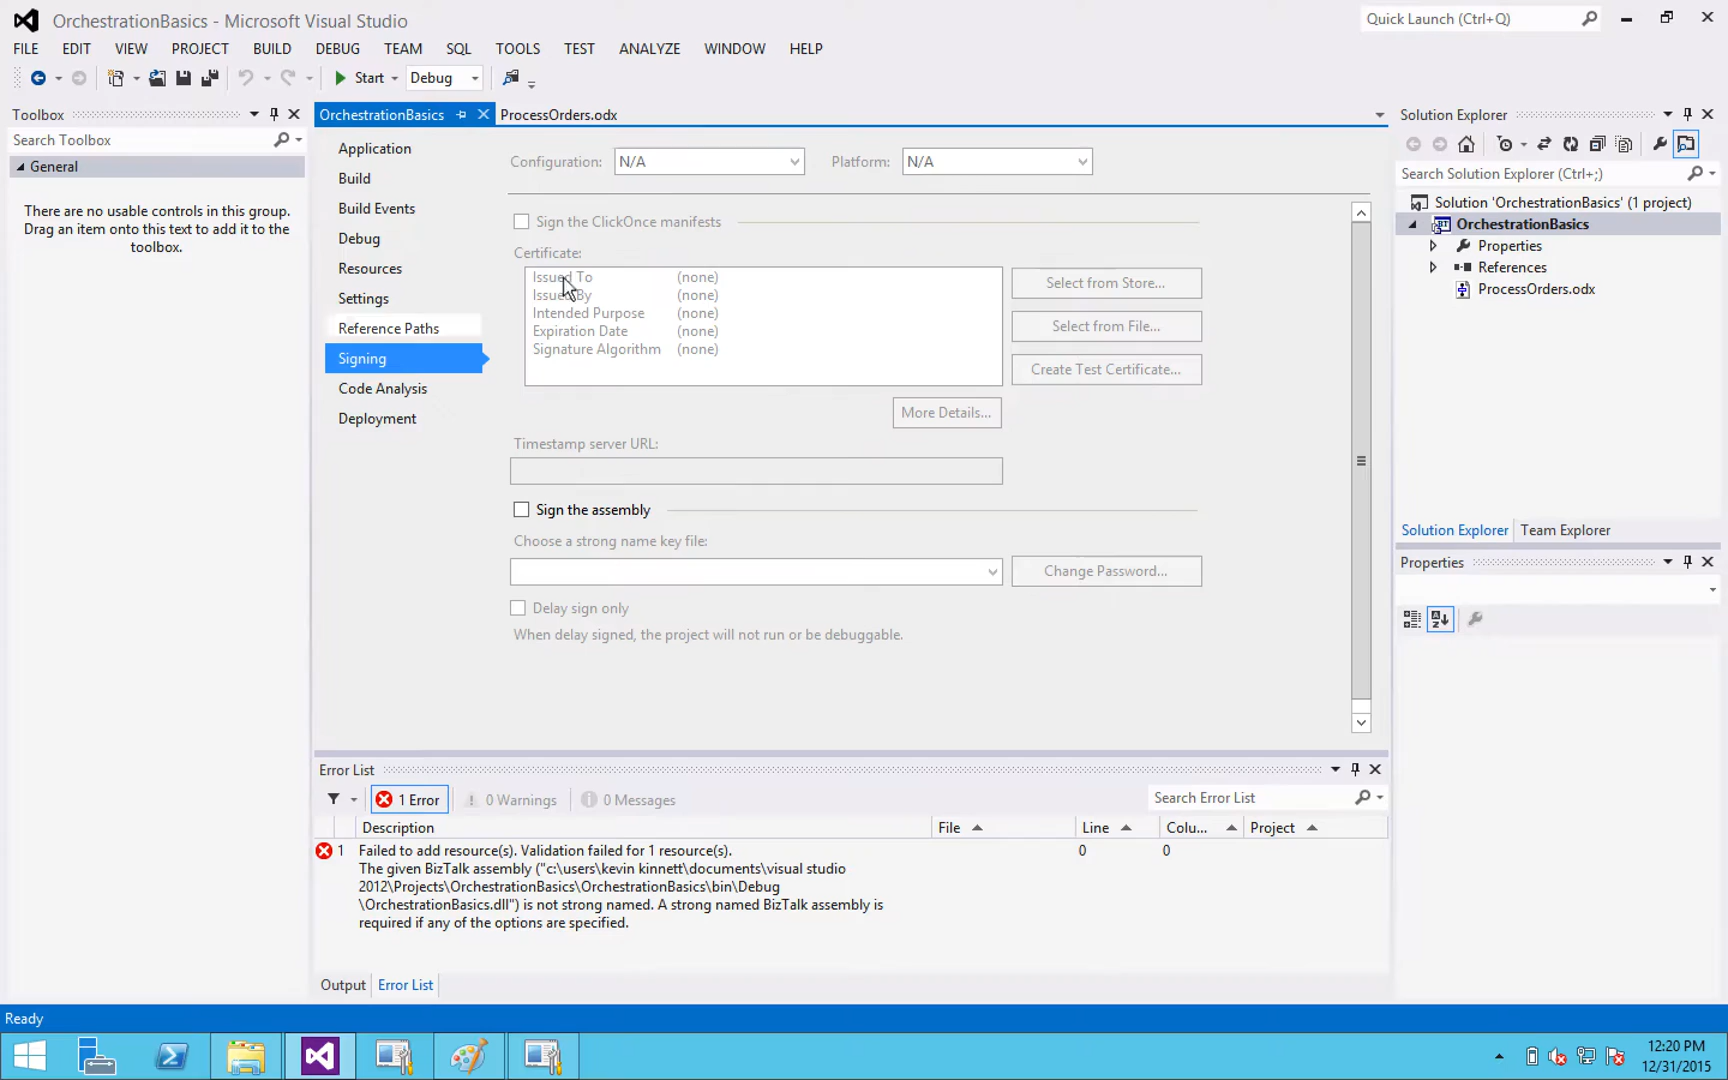 OrchestrationBasics - Microsoft Visual Studio
Quick Launch (Ctrl+Q)
FILE EDIT VIEW PROJECT BUILD DEBUG TEAM SQL TOOLS TEST ANALYZE WINDOW HELP
Start Debug
Toolbox
Search Toolbox
General
There are no usable controls in this group.
Drag an item onto this text to add it to the
toolbox.
OrchestrationBasics
ProcessOrders.odx
Application
Build
Build Events
Debug
Resources
Settings
Reference Paths
Signing
Code Analysis
Deployment
Configuration: N/A Platform: N/A
Sign the ClickOnce manifests
Certificate:
Issued To (none)
Issued By (none)
Intended Purpose (none)
Expiration Date (none)
Signature Algorithm (none)
Select from Store...
Select from File...
Create Test Certificate...
More Details...
Timestamp server URL:
Sign the assembly
Choose a strong name key file:
Change Password...
Delay sign only
When delay signed, the project will not run or be debuggable.
Solution Explorer
Search Solution Explorer (Ctrl+;)
Solution 'OrchestrationBasics' (1 project)
BT OrchestrationBasics
Properties
References
ProcessOrders.odx
Solution Explorer Team Explorer
Properties
Error List
1 Error 0 Warnings 0 Messages
Search Error List
Description File Line Colu... Project
1 Failed to add resource(s). Validation failed for 1 resource(s). 0 0
The given BizTalk assembly ("c:\users\kevin kinnett\documents\visual studio
2012\Projects\OrchestrationBasics\OrchestrationBasics\bin\Debug
\OrchestrationBasics.dll") is not strong named. A strong named BizTalk assembly is
required if any of the options are specified.
Output Error List
Ready
12:20 PM
12/31/2015